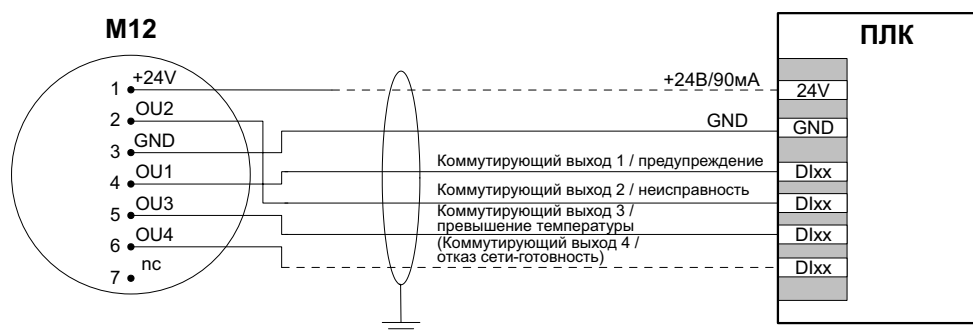 M12
ПЛК
1 +24V
+24В/90мА
24V
2 OU2
GND
GND
3 GND
Коммутирующий выход 1 / предупреждение
DIxx
4 OU1
Коммутирующий выход 2 / неисправность
DIxx
5 OU3
Коммутирующий выход 3 /
превышение температуры
DIxx
6 OU4
(Коммутирующий выход 4 /
отказ сети-готовность)
DIxx
7 nc